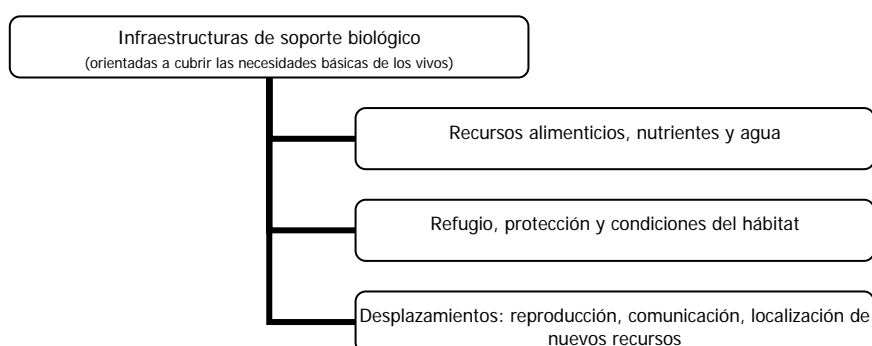 Infraestructuras de soporte biológico
(orientadas a cubrir las necesidades básicas de los vivos)
Recursos alimenticios, nutrientes y agua
Refugio, protección y condiciones del hábitat
Desplazamientos: reproducción, comunicación, localización de
nuevos recursos